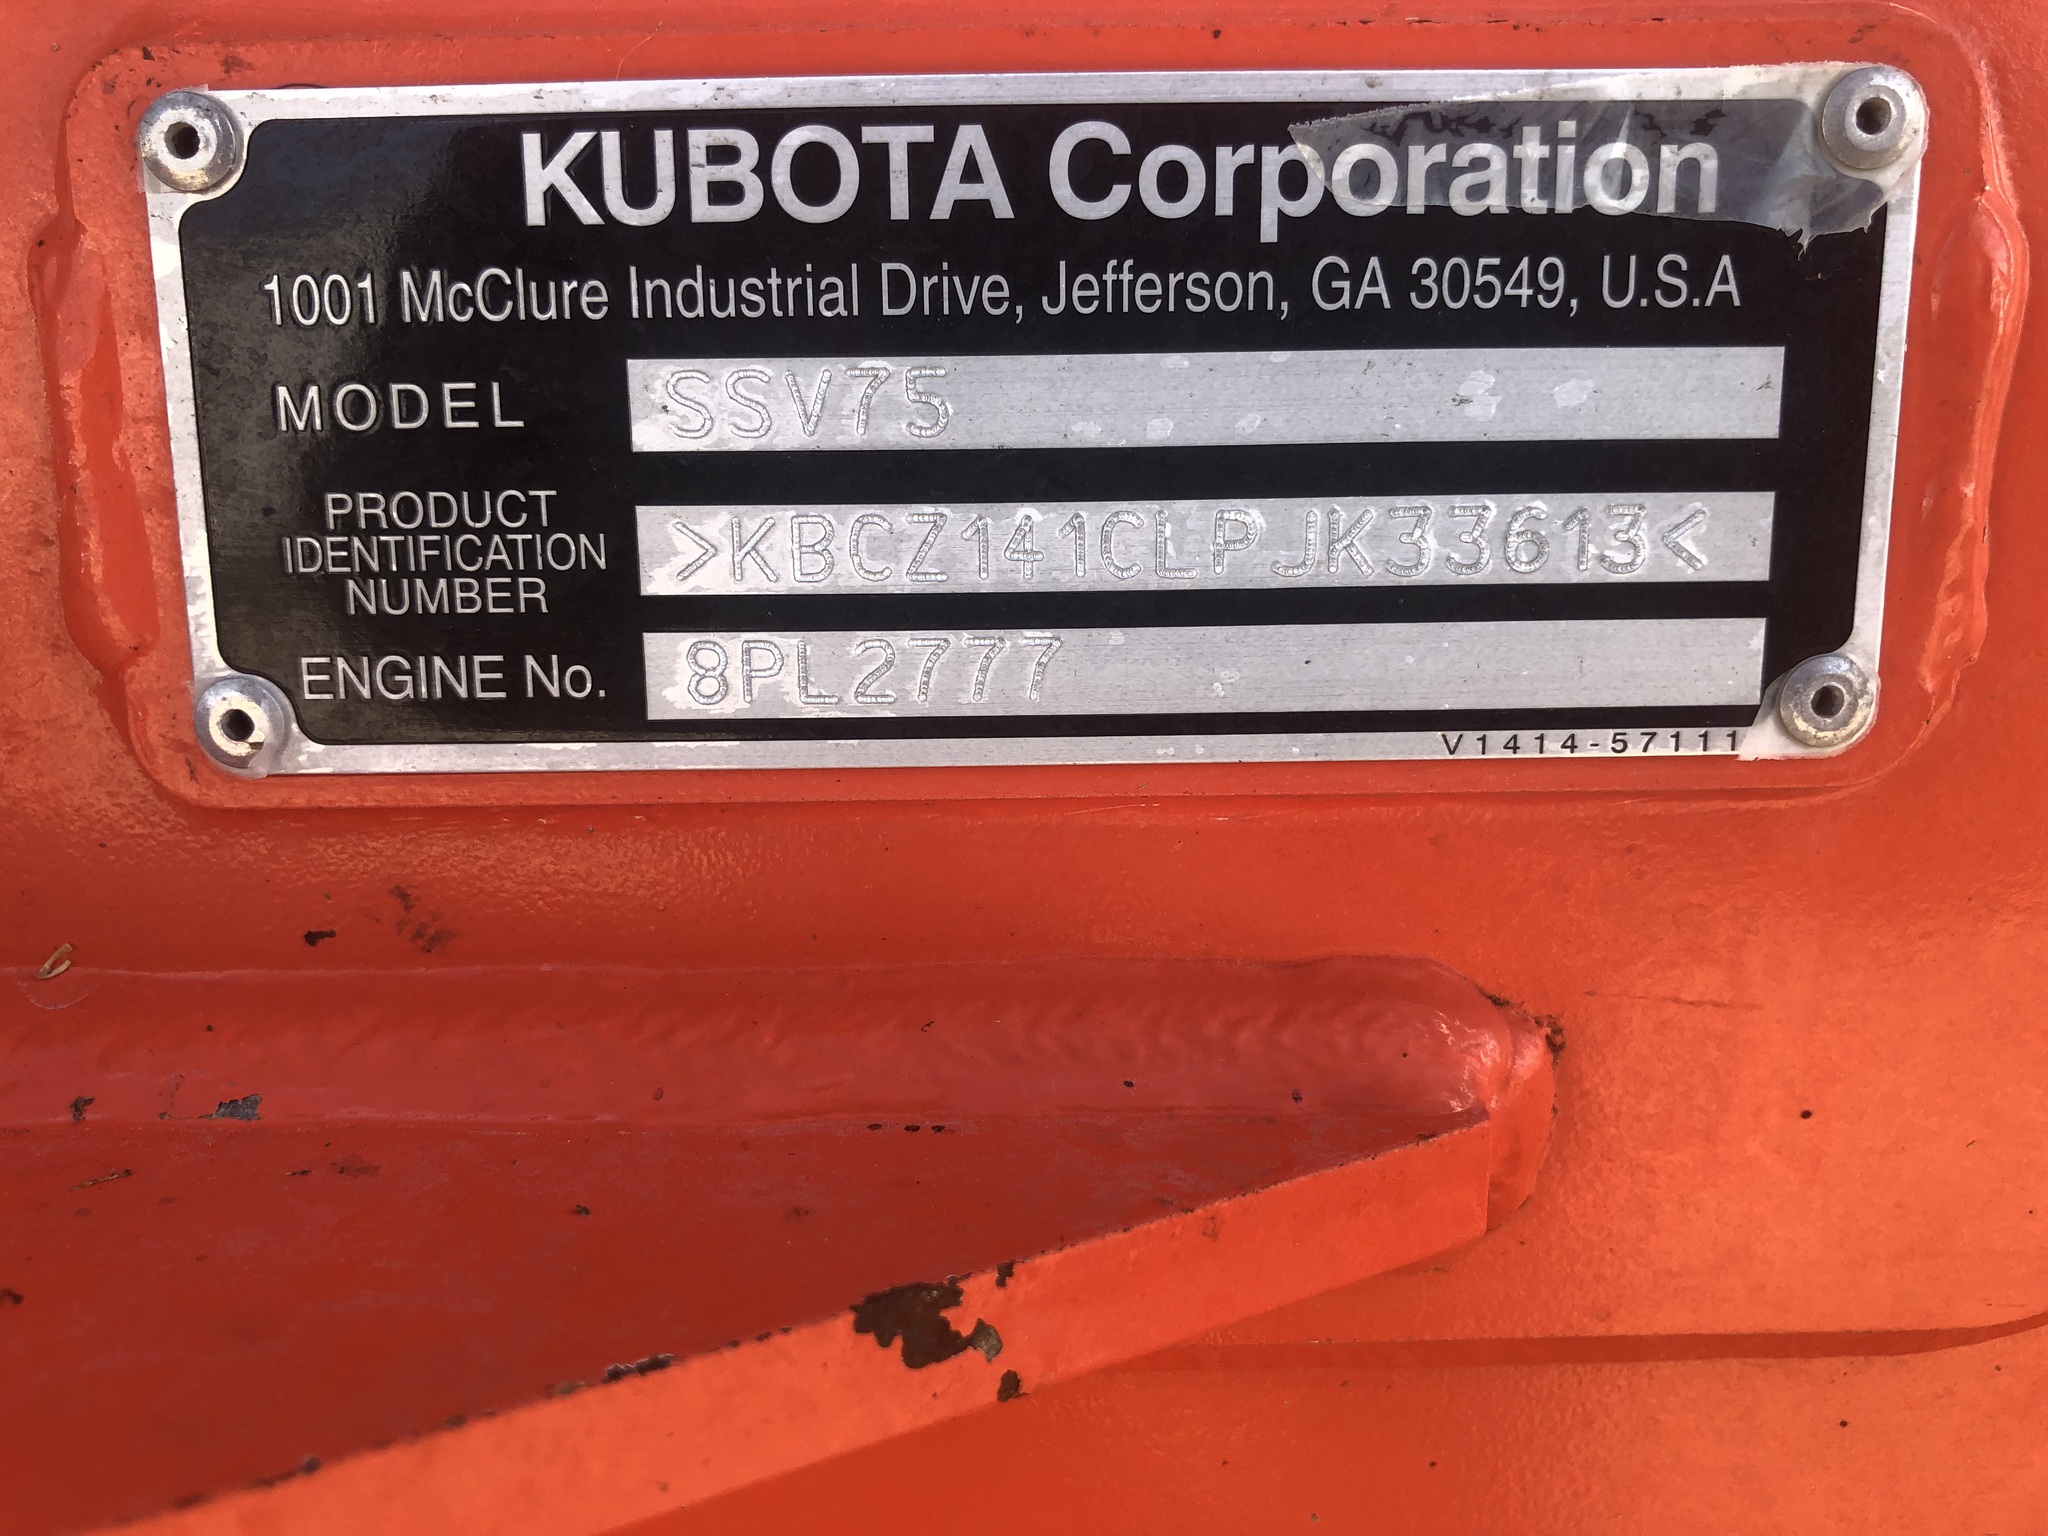 KUBOTA Corporation
1001 McClure Industrial Drive, Jefferson, GA 30549, U.S.A
MODEL SSV75
PRODUCT
IDENTIFICATION
NUMBER
>KBCZ141CLPJK33613<
ENGINE No. 8PL2777
V1414-57111